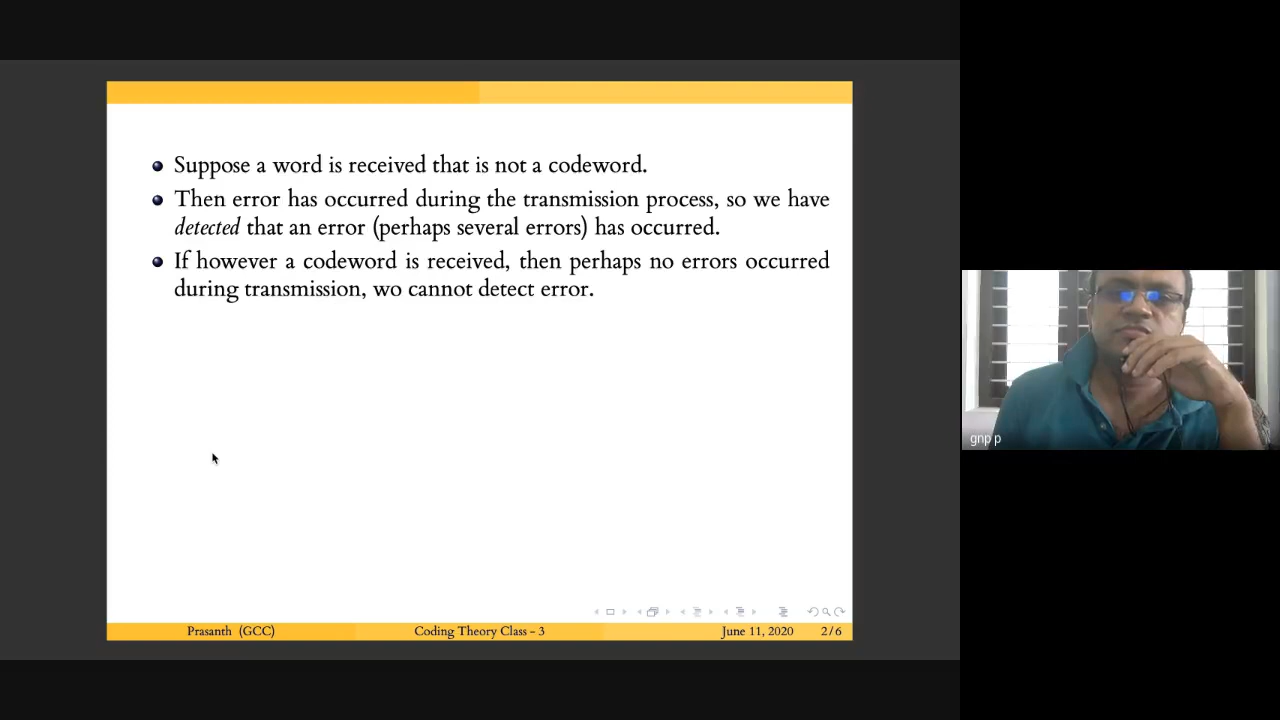 Suppose a word is received that is not a codeword.
Then error has occurred during the transmission process, so we have
detected that an error (perhaps several errors) has occurred.
If however a codeword is received, then perhaps no errors occurred
during transmission, wo cannot detect error.
Prasanth (GCC) Coding Theory Class - 3 June 11, 2020 2/6
gnp p